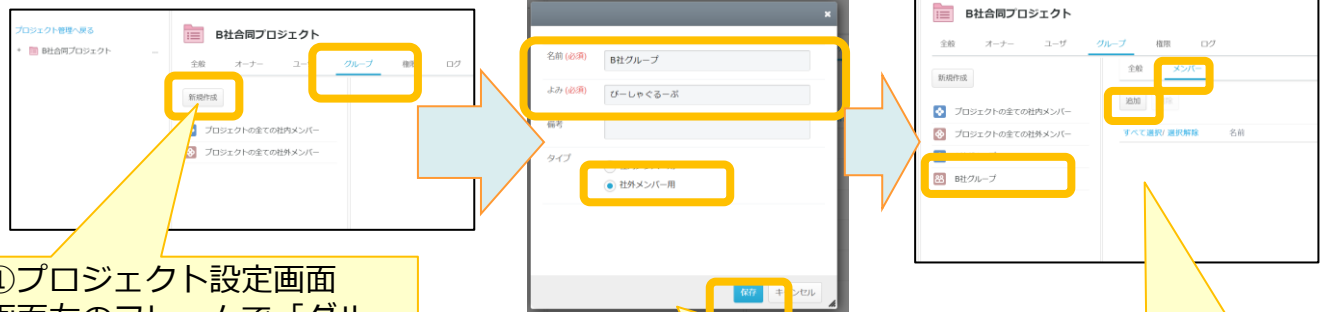 プロジェクト管理へ戻る
B社合同プロジェクト
B社合同プロジェクト
全般 オーナー ユーザ グループ 権限 ログ
新規作成
プロジェクトの全ての社内メンバー
プロジェクトの全ての社外メンバー
①プロジェクト設定画面
名前 (必須) B社グループ
よみ (必須) びーしゃぐるーぷ
備考
タイプ
社外メンバー用
保存 キャンセル
B社合同プロジェクト
全般 オーナー ユーザ グループ 権限 ログ
新規作成
プロジェクトの全ての社内メンバー
プロジェクトの全ての社外メンバー
B社グループ
全般 メンバー
追加
すべて選択/ 選択解除 名前